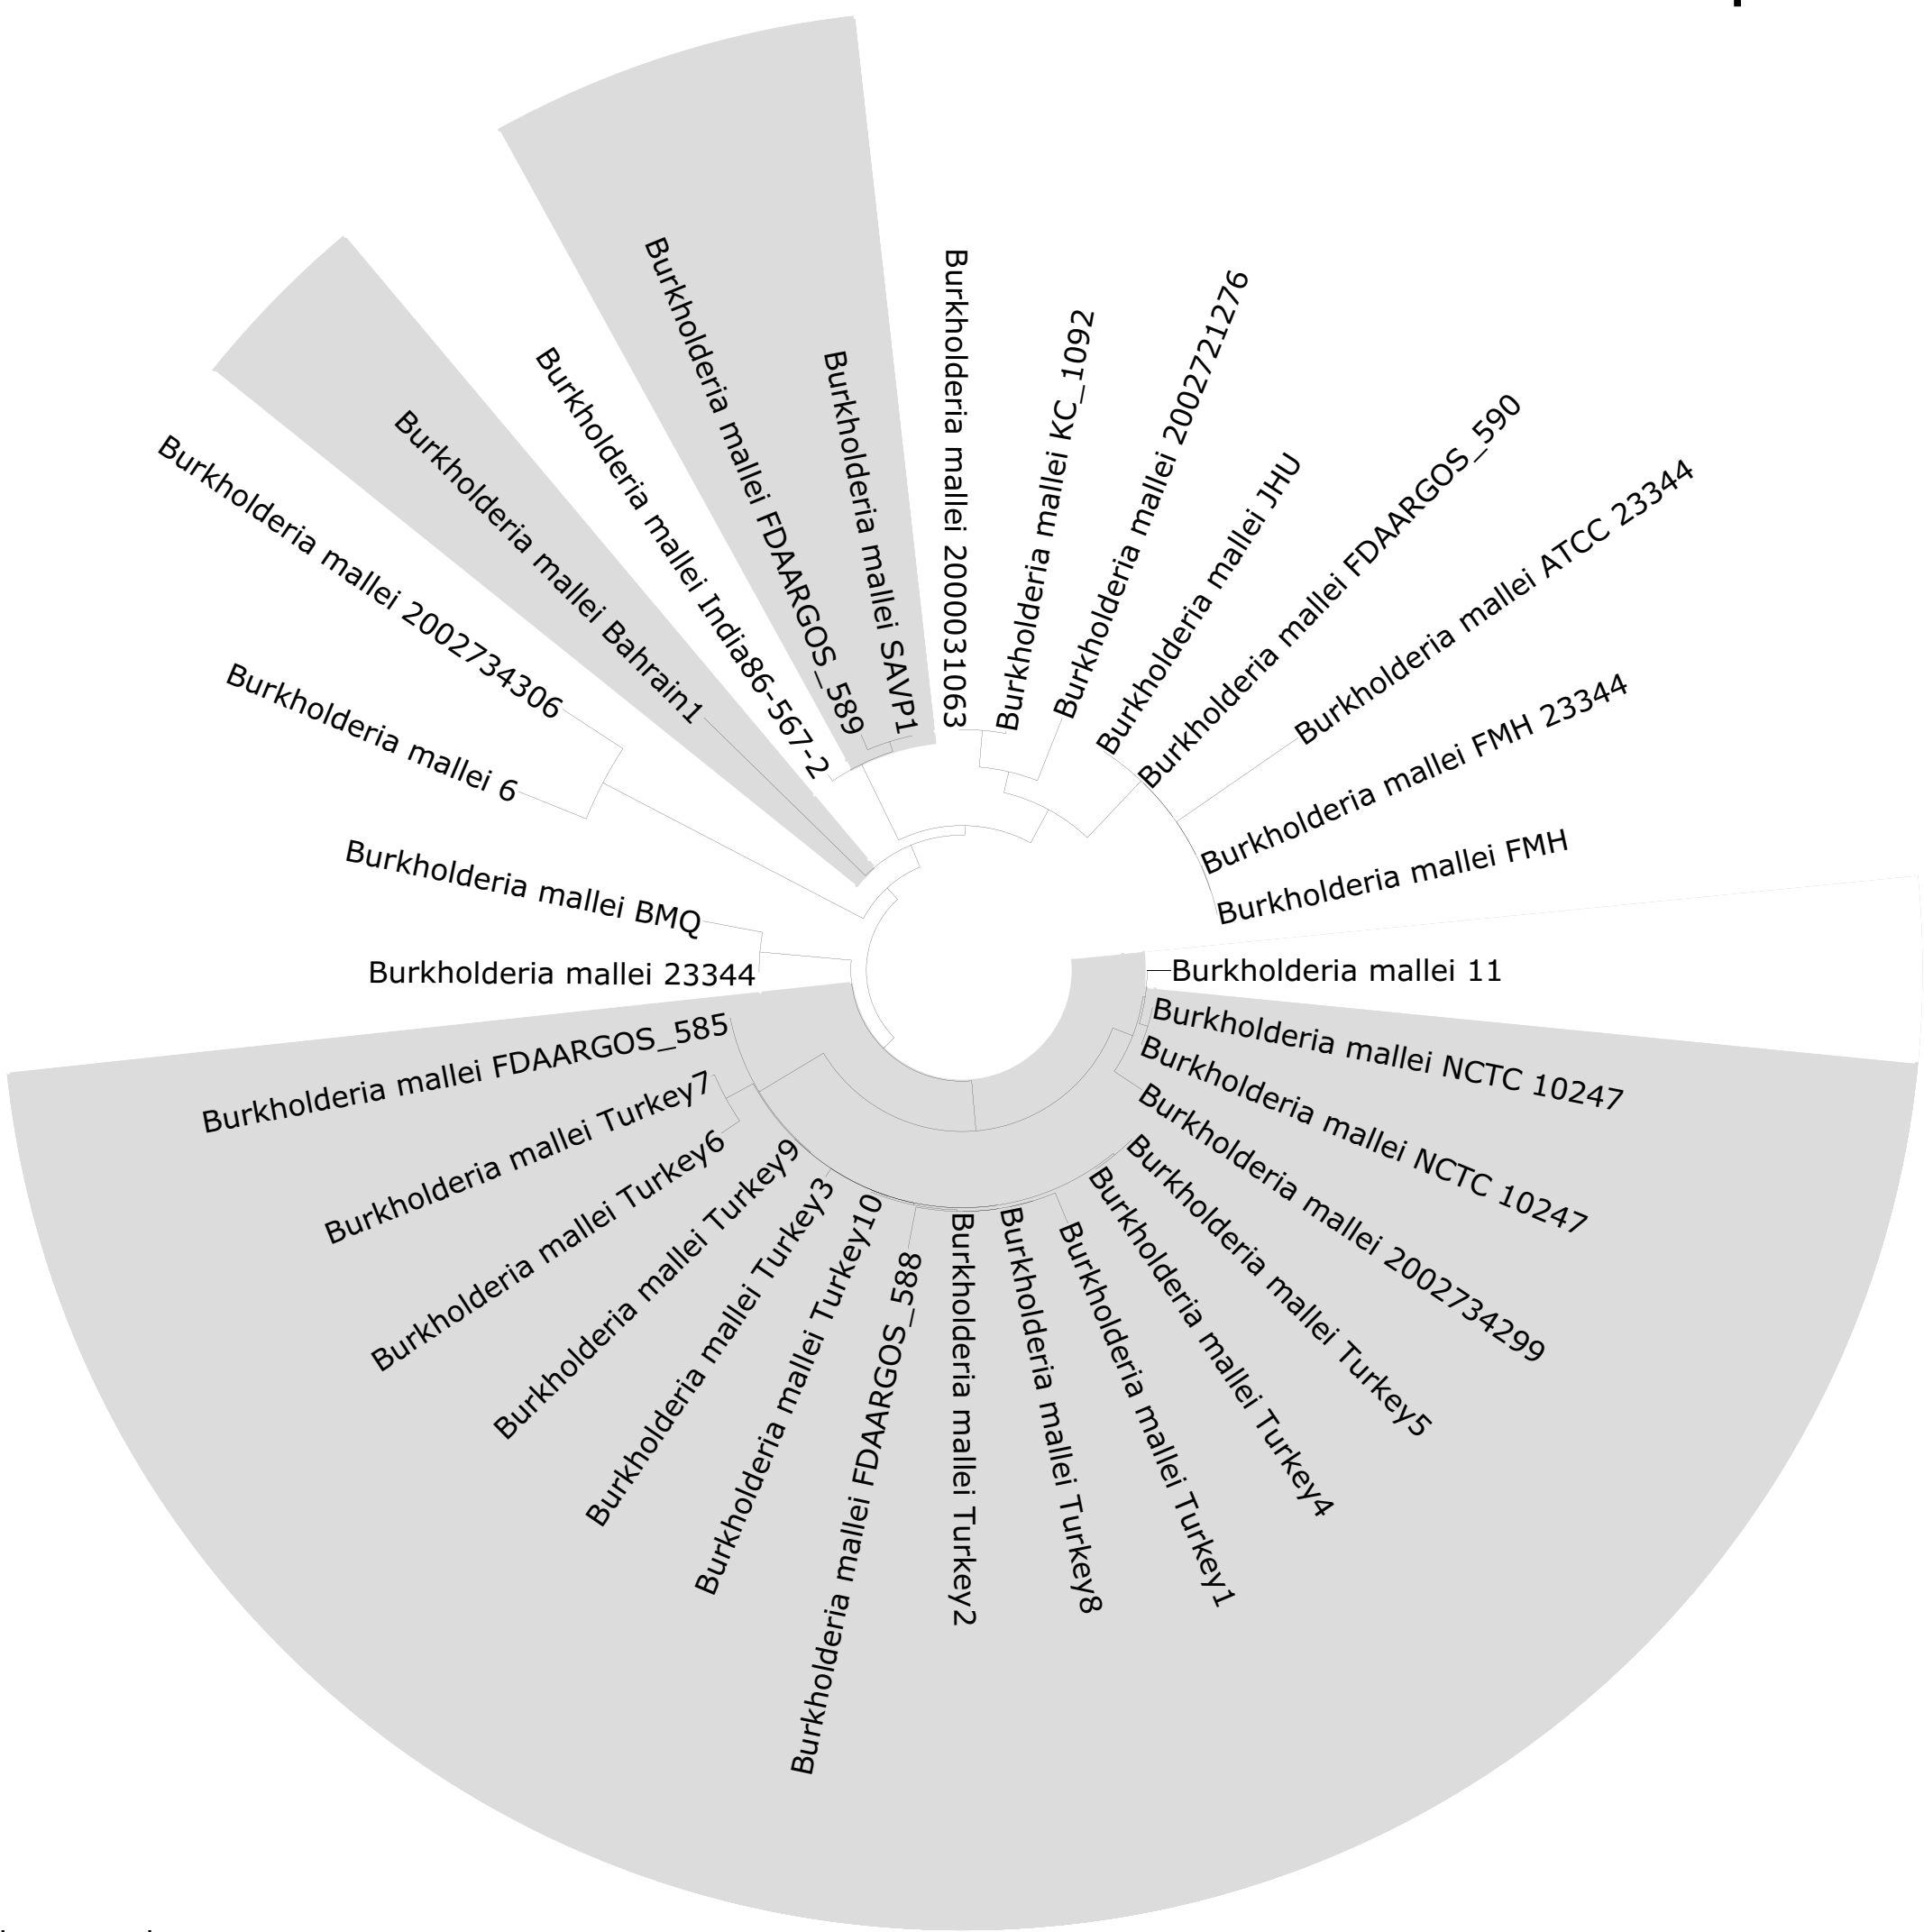 Burkholderia mallei 2000031063
Burkholderia mallei KC_1092
Burkholderia mallei 2002721276
Burkholderia mallei JHU
Burkholderia mallei FDAARGOS_590
Burkholderia mallei ATCC 23344
Burkholderia mallei FMH 23344
Burkholderia mallei FMH
Burkholderia mallei 11
Burkholderia mallei NCTC 10247
Burkholderia mallei NCTC 10247
Burkholderia mallei 2002734299
Burkholderia mallei Turkey5
Burkholderia mallei Turkey4
Burkholderia mallei Turkey1
Burkholderia mallei Turkey8
Burkholderia mallei Turkey2
Burkholderia mallei FDAARGOS_588
Burkholderia mallei Turkey10
Burkholderia mallei Turkey3
Burkholderia mallei Turkey9
Burkholderia mallei Turkey6
Burkholderia mallei Turkey7
Burkholderia mallei FDAARGOS_585
Burkholderia mallei 23344
Burkholderia mallei BMQ
Burkholderia mallei 6
Burkholderia mallei 2002734306
Burkholderia mallei Bahrain1
Burkholderia mallei India86-567-2
Burkholderia mallei FDAARGOS_589
Burkholderia mallei SAVP1